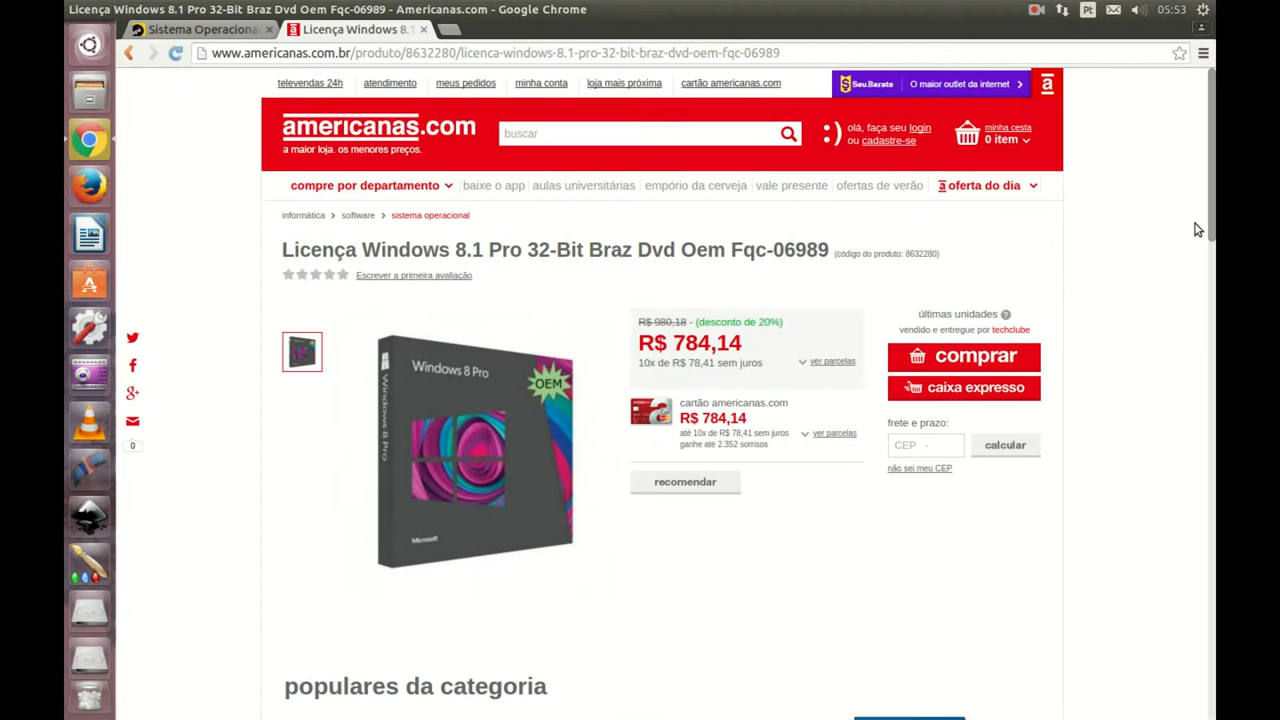 Licença Windows 8.1 Pro 32-Bit Braz Dvd Oem Fqc-06989 - Americanas.com - Google Chrome
Pt
05:53
Sistema Operaciona
Licença Windows 8.1
www.americanas.com.br/produto/8632280/licenca-windows-8.1-pro-32-bit-braz-dvd-oem-fqc-06989
televendas 24h
atendimento
meus pedidos
minha conta
loja mais próxima
cartão americanas.com
Seu Barato
O maior outlet da internet
americanas.com
a maior loja. os menores preços.
buscar
:) olá, faça seu login
ou cadastre-se
minha cesta
0 item
compre por departamento
baixe o app
aulas universitárias
empório da cerveja
vale presente
ofertas de verão
oferta do dia
informática > software > sistema operacional
Licença Windows 8.1 Pro 32-Bit Braz Dvd Oem Fqc-06989 (código do produto: 8632280)
Escrever a primeira avaliação
Windows 8 Pro
Windows 8 Pro
OEM
Microsoft
R$ 980,18 - (desconto de 20%)
R$ 784,14
10x de R$ 78,41 sem juros
ver parcelas
cartão americanas.com
R$ 784,14
até 10x de R$ 78,41 sem juros
ver parcelas
ganhe até 2.352 sorrisos
recomendar
últimas unidades ?
vendido e entregue por techclube
comprar
caixa expresso
frete e prazo:
CEP -
calcular
não sei meu CEP
0
populares da categoria